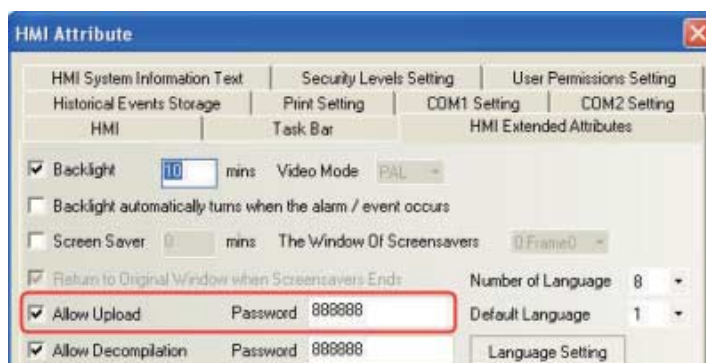 HMI Attribute
HMI System Information Text Security Levels Setting User Permissions Setting
Historical Events Storage Print Setting COM1 Setting COM2 Setting
HMI Task Bar HMI Extended Attributes
Backlight 10 mins Video Mode PAL
Backlight automatically turns when the alarm / event occurs
Screen Saver 0 mins The Window Of Screensavers 0:Frame0
Return to Original Window when Screensavers Ends Number of Language 8
Allow Upload Password 888888 Default Language 1
Allow Decompilation Password 888888 Language Setting